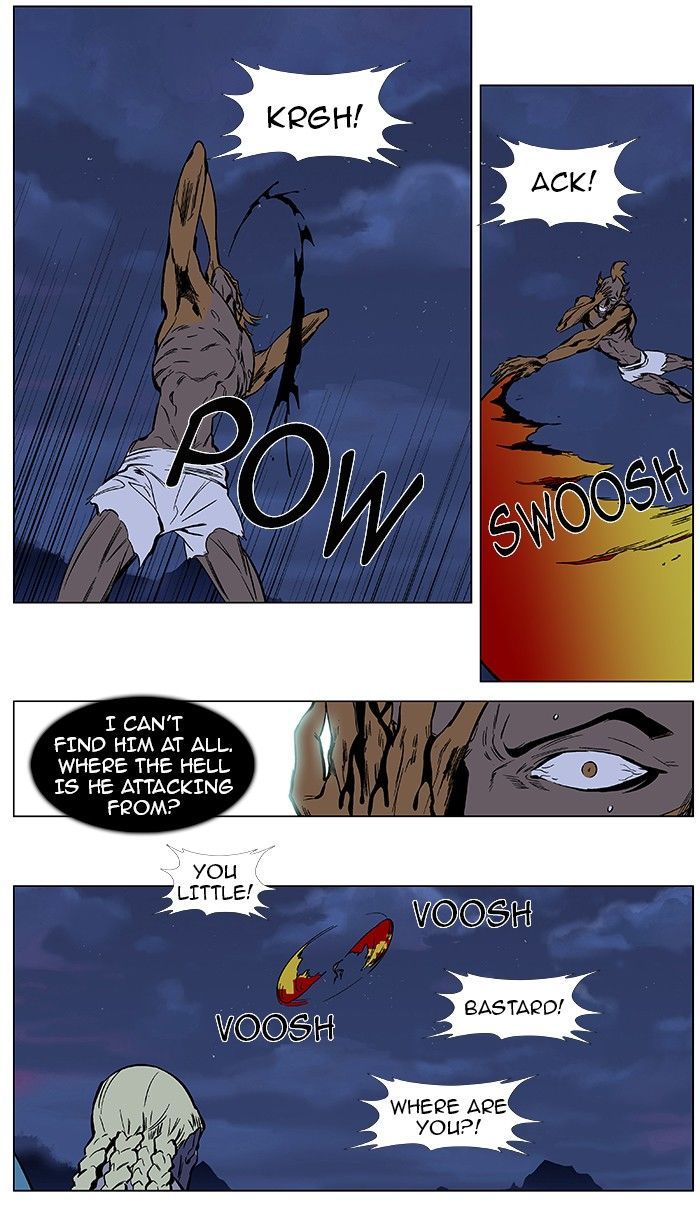 KRGH!
POW
ACK!
SWOOSH
I CAN'T
FIND HIM AT ALL.
WHERE THE HELL
IS HE ATTACKING
FROM?
YOU
LITTLE!
VOOSH
VOOSH
BASTARD!
WHERE ARE
YOU?!